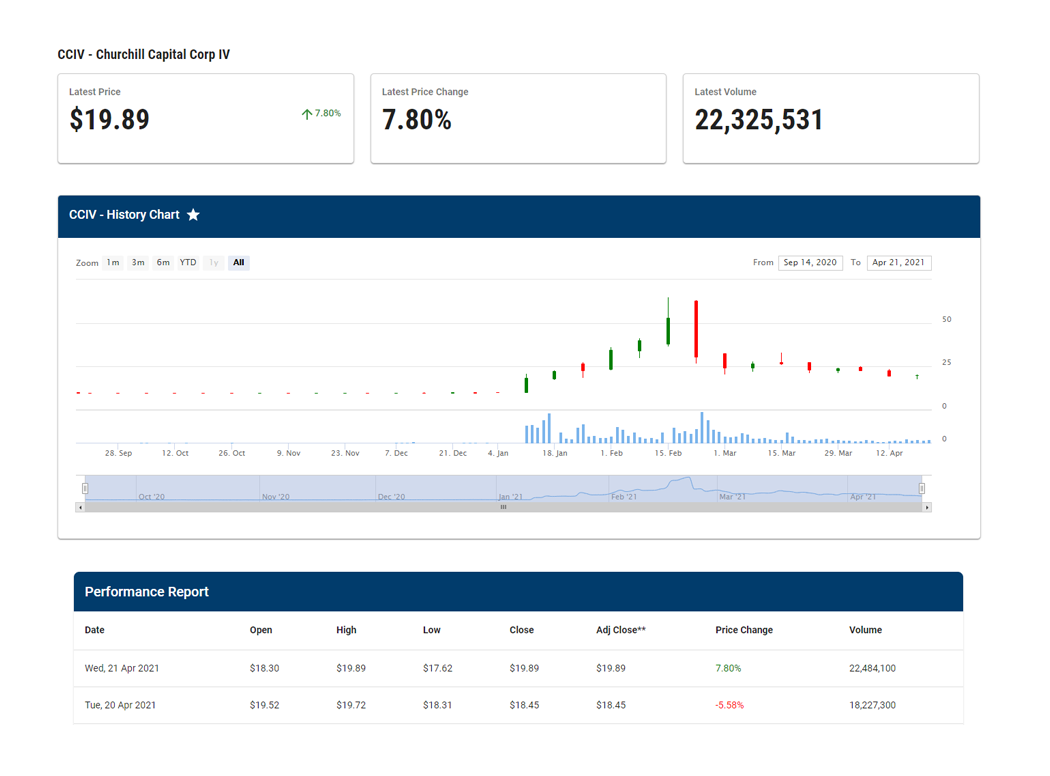 CCIV - Churchill Capital Corp IV
Latest Price
$19.89
7.80%
Latest Price Change
7.80%
Latest Volume
22,325,531
CCIV - History Chart
Zoom 1m 3m 6m YTD 1y All
From Sep 14, 2020 To Apr 21, 2021
50
25
0
0
28. Sep 12. Oct 26. Oct 9. Nov 23. Nov 7. Dec 21. Dec 4. Jan 18. Jan 1. Feb 15. Feb 1. Mar 15. Mar 29. Mar 12. Apr
Oct '20 Nov '20 Dec '20 Jan '21 Feb '21 Mar '21 Apr '21
Performance Report
Date Open High Low Close Adj Close** Price Change Volume
Wed, 21 Apr 2021 $18.30 $19.89 $17.62 $19.89 $19.89 7.80% 22,484,100
Tue, 20 Apr 2021 $19.52 $19.72 $18.31 $18.45 $18.45 -5.58% 18,227,300